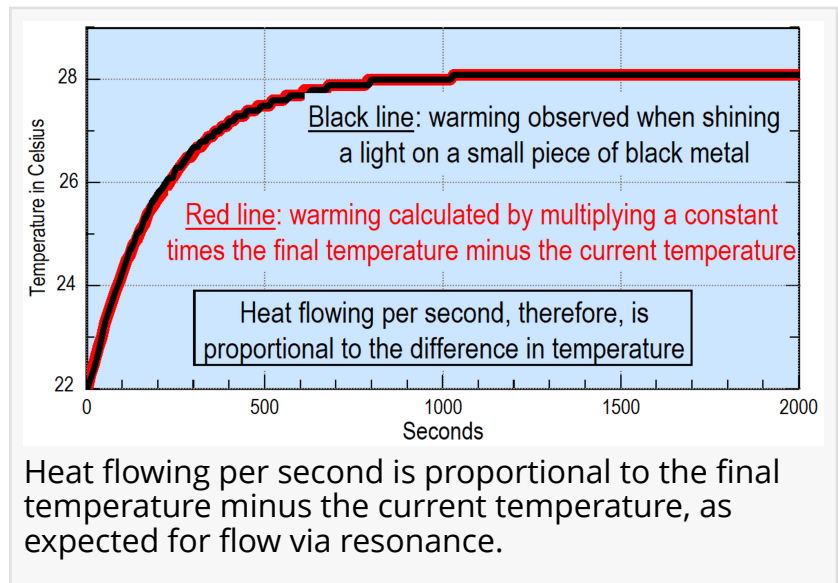 28
26
24
22
Temperature in Celsius
Black line: warming observed when shining
a light on a small piece of black metal
Red line: warming calculated by multiplying a constant
times the final temperature minus the current temperature
Heat flowing per second, therefore, is
proportional to the difference in temperature
0 500 1000 1500 2000
Seconds
Heat flowing per second is proportional to the final
temperature minus the current temperature, as
expected for flow via resonance.